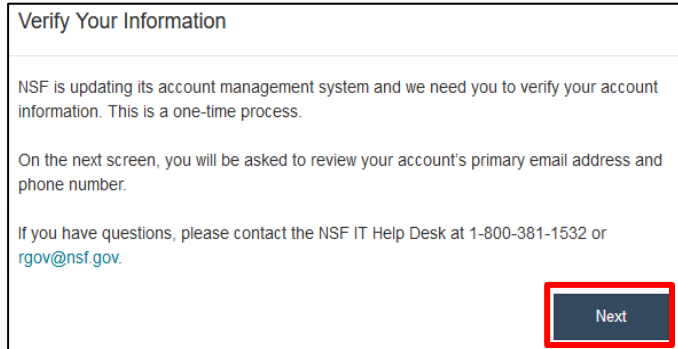 Verify Your Information
NSF is updating its account management system and we need you to verify your account
information. This is a one-time process.
On the next screen, you will be asked to review your account's primary email address and
phone number.
If you have questions, please contact the NSF IT Help Desk at 1-800-381-1532 or
rgov@nsf.gov.
Next